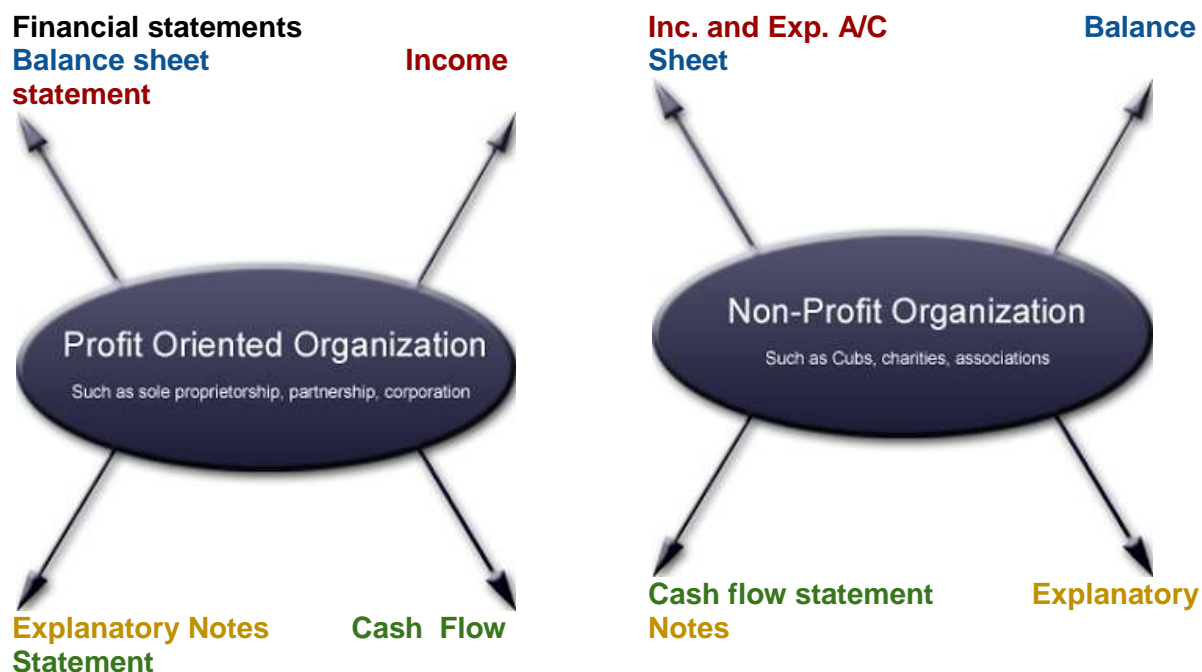 Financial statements
Balance sheet Income
statement
Profit Oriented Organization
Such as sole proprietorship, partnership, corporation
Explanatory Notes Cash Flow
Statement
Inc. and Exp. A/C Balance
Sheet
Non-Profit Organization
Such as Cubs, charities, associations
Cash flow statement Explanatory
Notes